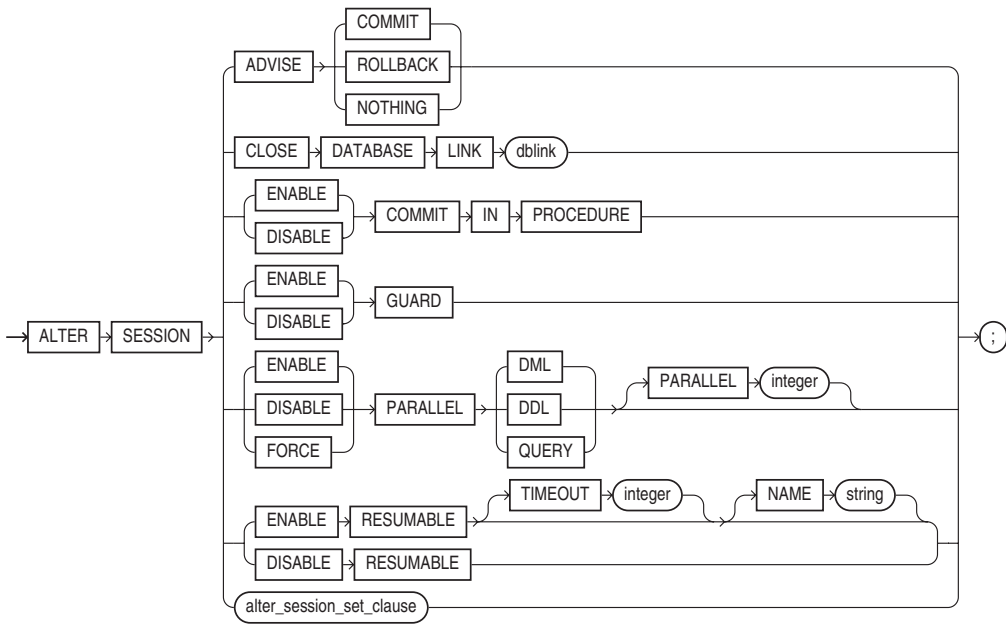 COMMIT
ADVISE ROLLBACK
NOTHING
CLOSE DATABASE LINK dblink
ENABLE
COMMIT IN PROCEDURE
DISABLE
ENABLE
GUARD
DISABLE
ALTER SESSION ;
ENABLE DML PARALLEL integer
DISABLE PARALLEL DDL
FORCE QUERY
TIMEOUT integer NAME string
ENABLE RESUMABLE
DISABLE RESUMABLE
alter_session_set_clause